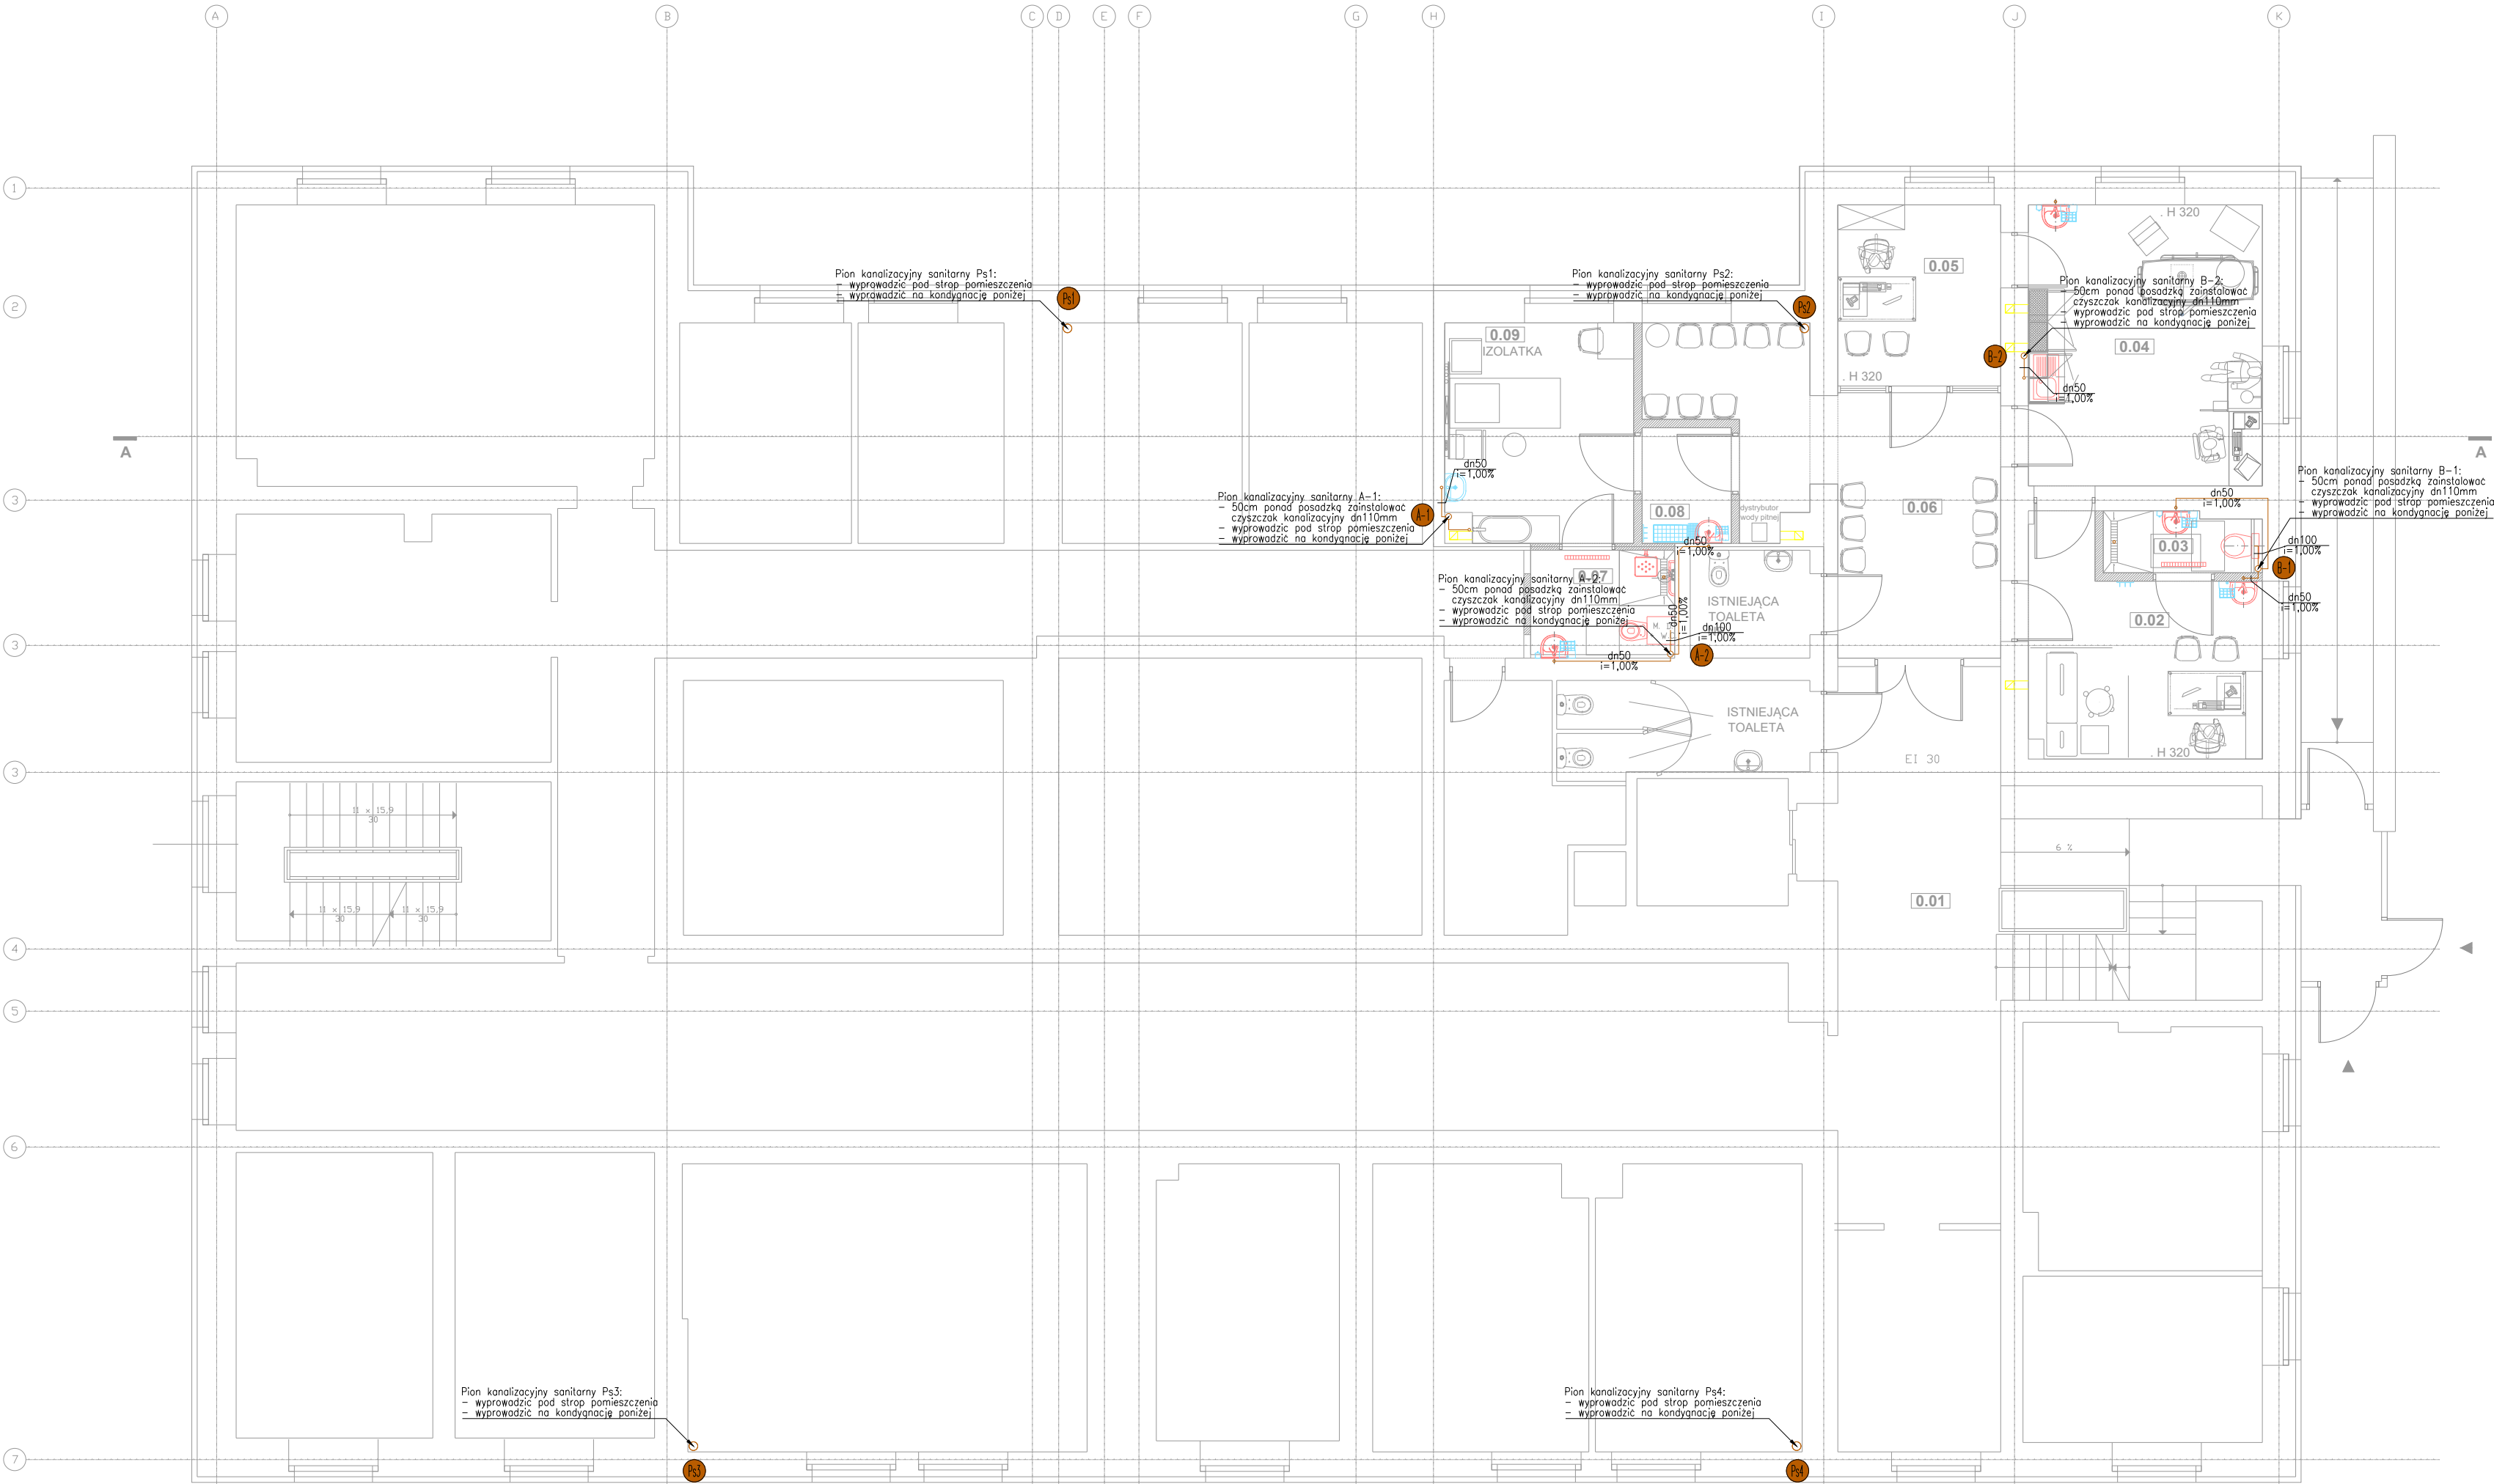 A
B
C
D
E
F
G
H
I
J
K
1
2
3
3
3
3
4
5
6
7
A
A
Pion kanalizacyjny sanitarny Ps1:
- wyprowadzić pod strop pomieszczenia
- wyprowadzić na kondygnację poniżej
Ps1
Pion kanalizacyjny sanitarny Ps2:
- wyprowadzić pod strop pomieszczenia
- wyprowadzić na kondygnację poniżej
Ps2
. H 320
0.05
. H 320
Pion kanalizacyjny sanitarny B-2:
- 50cm ponad posadzką zainstalować
czyszczak kanalizacyjny dn110mm
- wyprowadzić pod strop pomieszczenia
- wyprowadzić na kondygnację poniżej
B-2
0.04
dn50
i=1,00%
0.09
IZOLATKA
dn50
i=1,00%
Pion kanalizacyjny sanitarny A-1:
- 50cm ponad posadzką zainstalować
czyszczak kanalizacyjny dn110mm
- wyprowadzić pod strop pomieszczenia
- wyprowadzić na kondygnację poniżej
A-1
0.08
dystrybutor
wody pitnej
0.06
Pion kanalizacyjny sanitarny B-1:
- 50cm ponad posadzką zainstalować
czyszczak kanalizacyjny dn110mm
- wyprowadzić pod strop pomieszczenia
- wyprowadzić na kondygnację poniżej
dn50
i=1,00%
0.03
dn100
i=1,00%
B-1
dn50
i=1,00%
0.02
dn50
i=1,00%
0.07
Pion kanalizacyjny sanitarny A-2:
- 50cm ponad posadzką zainstalować
czyszczak kanalizacyjny dn110mm
- wyprowadzić pod strop pomieszczenia
- wyprowadzić na kondygnację poniżej
dn50
i=1,00%
ISTNIEJĄCA
TOALETA
dn100
i=1,00%
A-2
dn50
i=1,00%
ISTNIEJĄCA
TOALETA
. H 320
EI 30
11 x 15,9
30
11 x 15,9
30
11 x 15,9
30
6 %
0.01
Pion kanalizacyjny sanitarny Ps3:
- wyprowadzić pod strop pomieszczenia
- wyprowadzić na kondygnację poniżej
Ps3
Pion kanalizacyjny sanitarny Ps4:
- wyprowadzić pod strop pomieszczenia
- wyprowadzić na kondygnację poniżej
Ps4